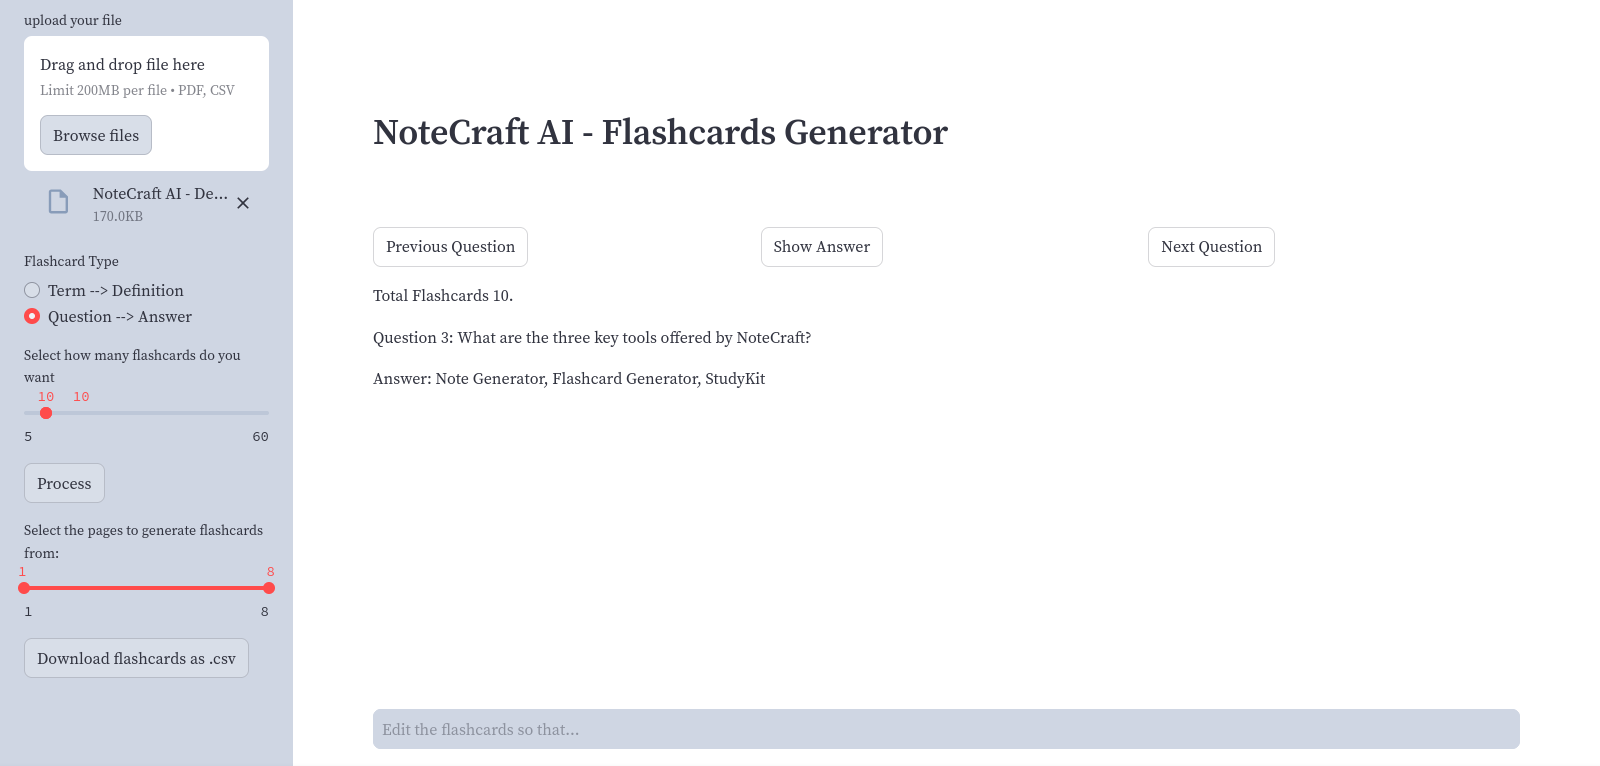 upload your file
Drag and drop file here
Limit 200MB per file • PDF, CSV
Browse files
NoteCraft AI - De...
170.0KB
Flashcard Type
Term --> Definition
Question --> Answer
Select how many flashcards do you
want
10 10
5 60
Process
Select the pages to generate flashcards
from:
1 8
1 8
Download flashcards as .csv
NoteCraft AI - Flashcards Generator
Previous Question
Show Answer
Next Question
Total Flashcards 10.
Question 3: What are the three key tools offered by NoteCraft?
Answer: Note Generator, Flashcard Generator, StudyKit
Edit the flashcards so that...